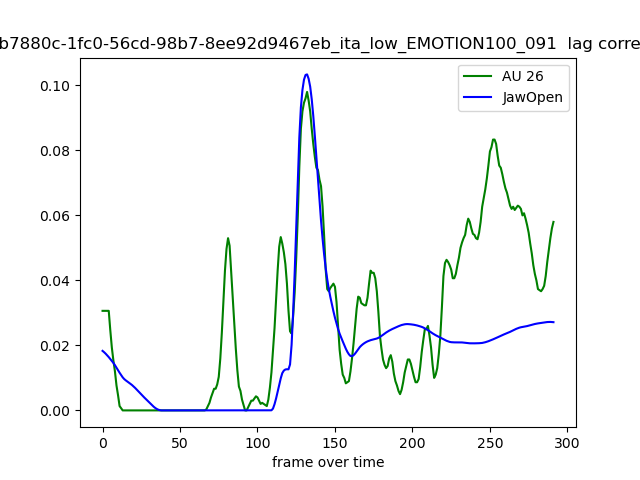 b7880c-1fc0-56cd-98b7-8ee92d9467eb_ita_low_EMOTION100_091  lag corre
AU 26
JawOpen
0.10
0.08
0.06
0.04
0.02
0.00
0 50 100 150 200 250 300
frame over time